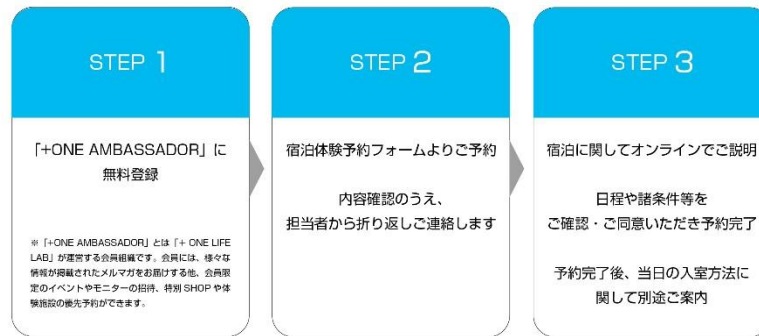 STEP 1
「+ONE AMBASSADOR」に
無料登録
※「+ONE AMBASSADOR」とは「+ ONE LIFE
LAB」が運営する会員組織です。会員には、様々な
情報が掲載されたメルマガをお届けする他、会員限
定のイベントやモニターの招待、特別 SHOP や体
験施設の優先予約ができます。
STEP 2
宿泊体験予約フォームよりご予約
内容確認のうえ、
担当者から折り返しご連絡します
STEP 3
宿泊に関してオンラインでご説明
日程や諸条件等を
ご確認・ご同意いただき予約完了
予約完了後、当日の入室方法に
関して別途ご案内